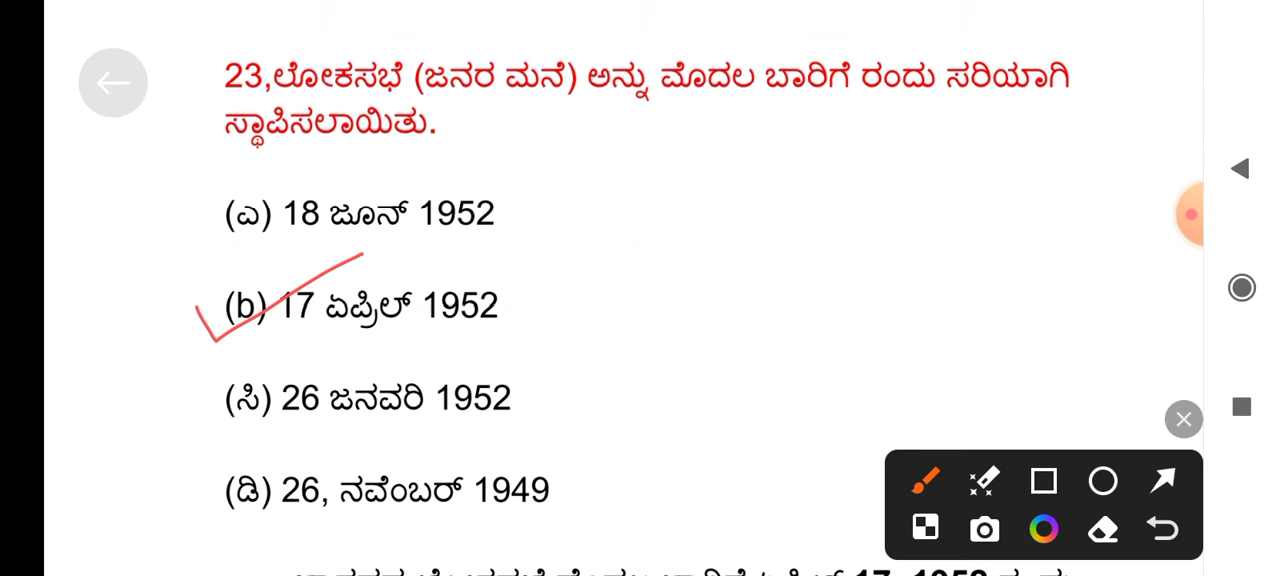 23,ಲೋಕಸಭೆ (ಜನರ ಮನೆ) ಅನ್ನು ಮೊದಲ ಬಾರಿಗೆ ರಂದು ಸರಿಯಾಗಿ
ಸ್ಥಾಪಿಸಲಾಯಿತು.
(ಎ) 18 ಜೂನ್ 1952
(b) 17 ಏಪ್ರಿಲ್ 1952
(ಸಿ) 26 ಜನವರಿ 1952
(ಡಿ) 26, ನವೆಂಬರ್ 1949